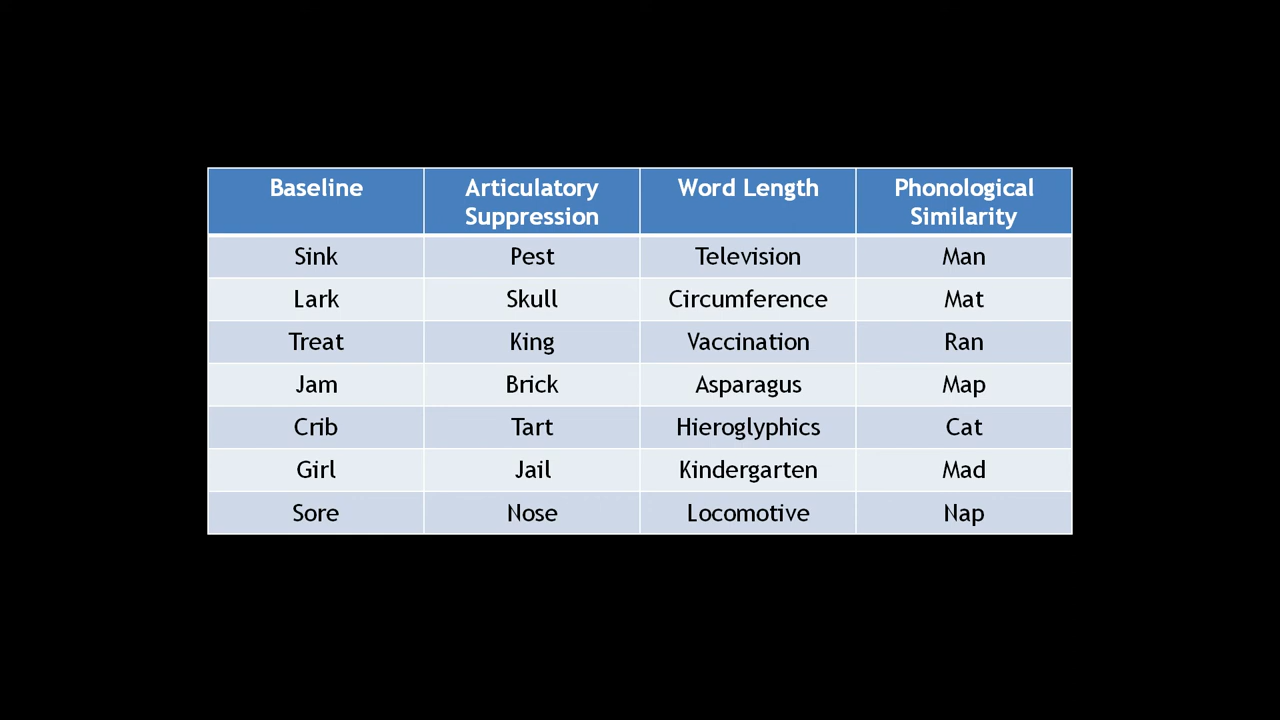 Baseline Articulatory Suppression Word Length Phonological Similarity
Sink Pest Television Man
Lark Skull Circumference Mat
Treat King Vaccination Ran
Jam Brick Asparagus Map
Crib Tart Hieroglyphics Cat
Girl Jail Kindergarten Mad
Sore Nose Locomotive Nap